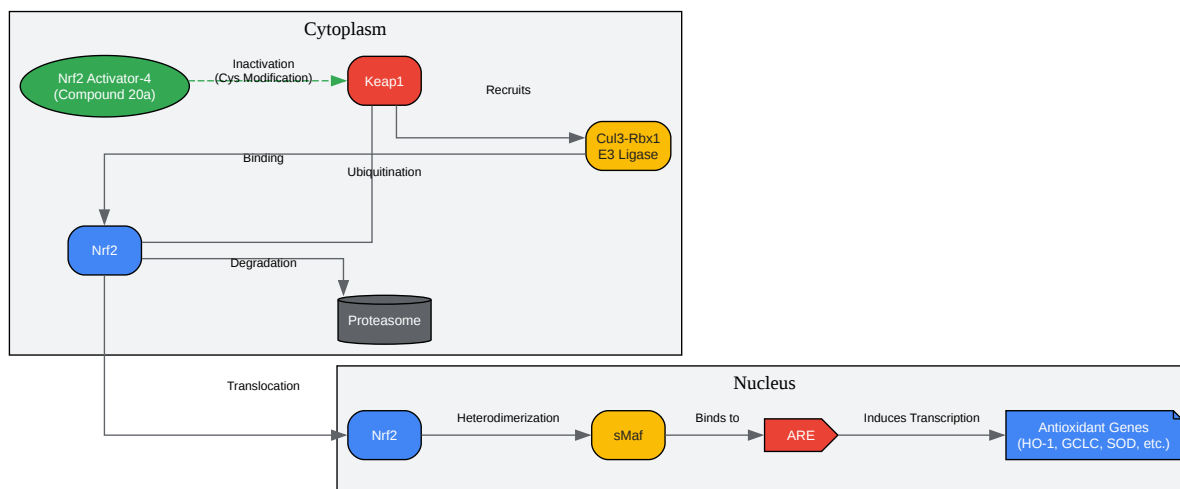 Cytoplasm
Nrf2 Activator-4
(Compound 20a)
Inactivation
(Cys Modification)
Keap1
Recruits
Cul3-Rbx1
E3 Ligase
Binding
Ubiquitination
Nrf2
Degradation
Proteasome
Translocation
Nucleus
Nrf2
Heterodimerization
sMaf
Binds to
ARE
Induces Transcription
Antioxidant Genes
(HO-1, GCLC, SOD, etc.)